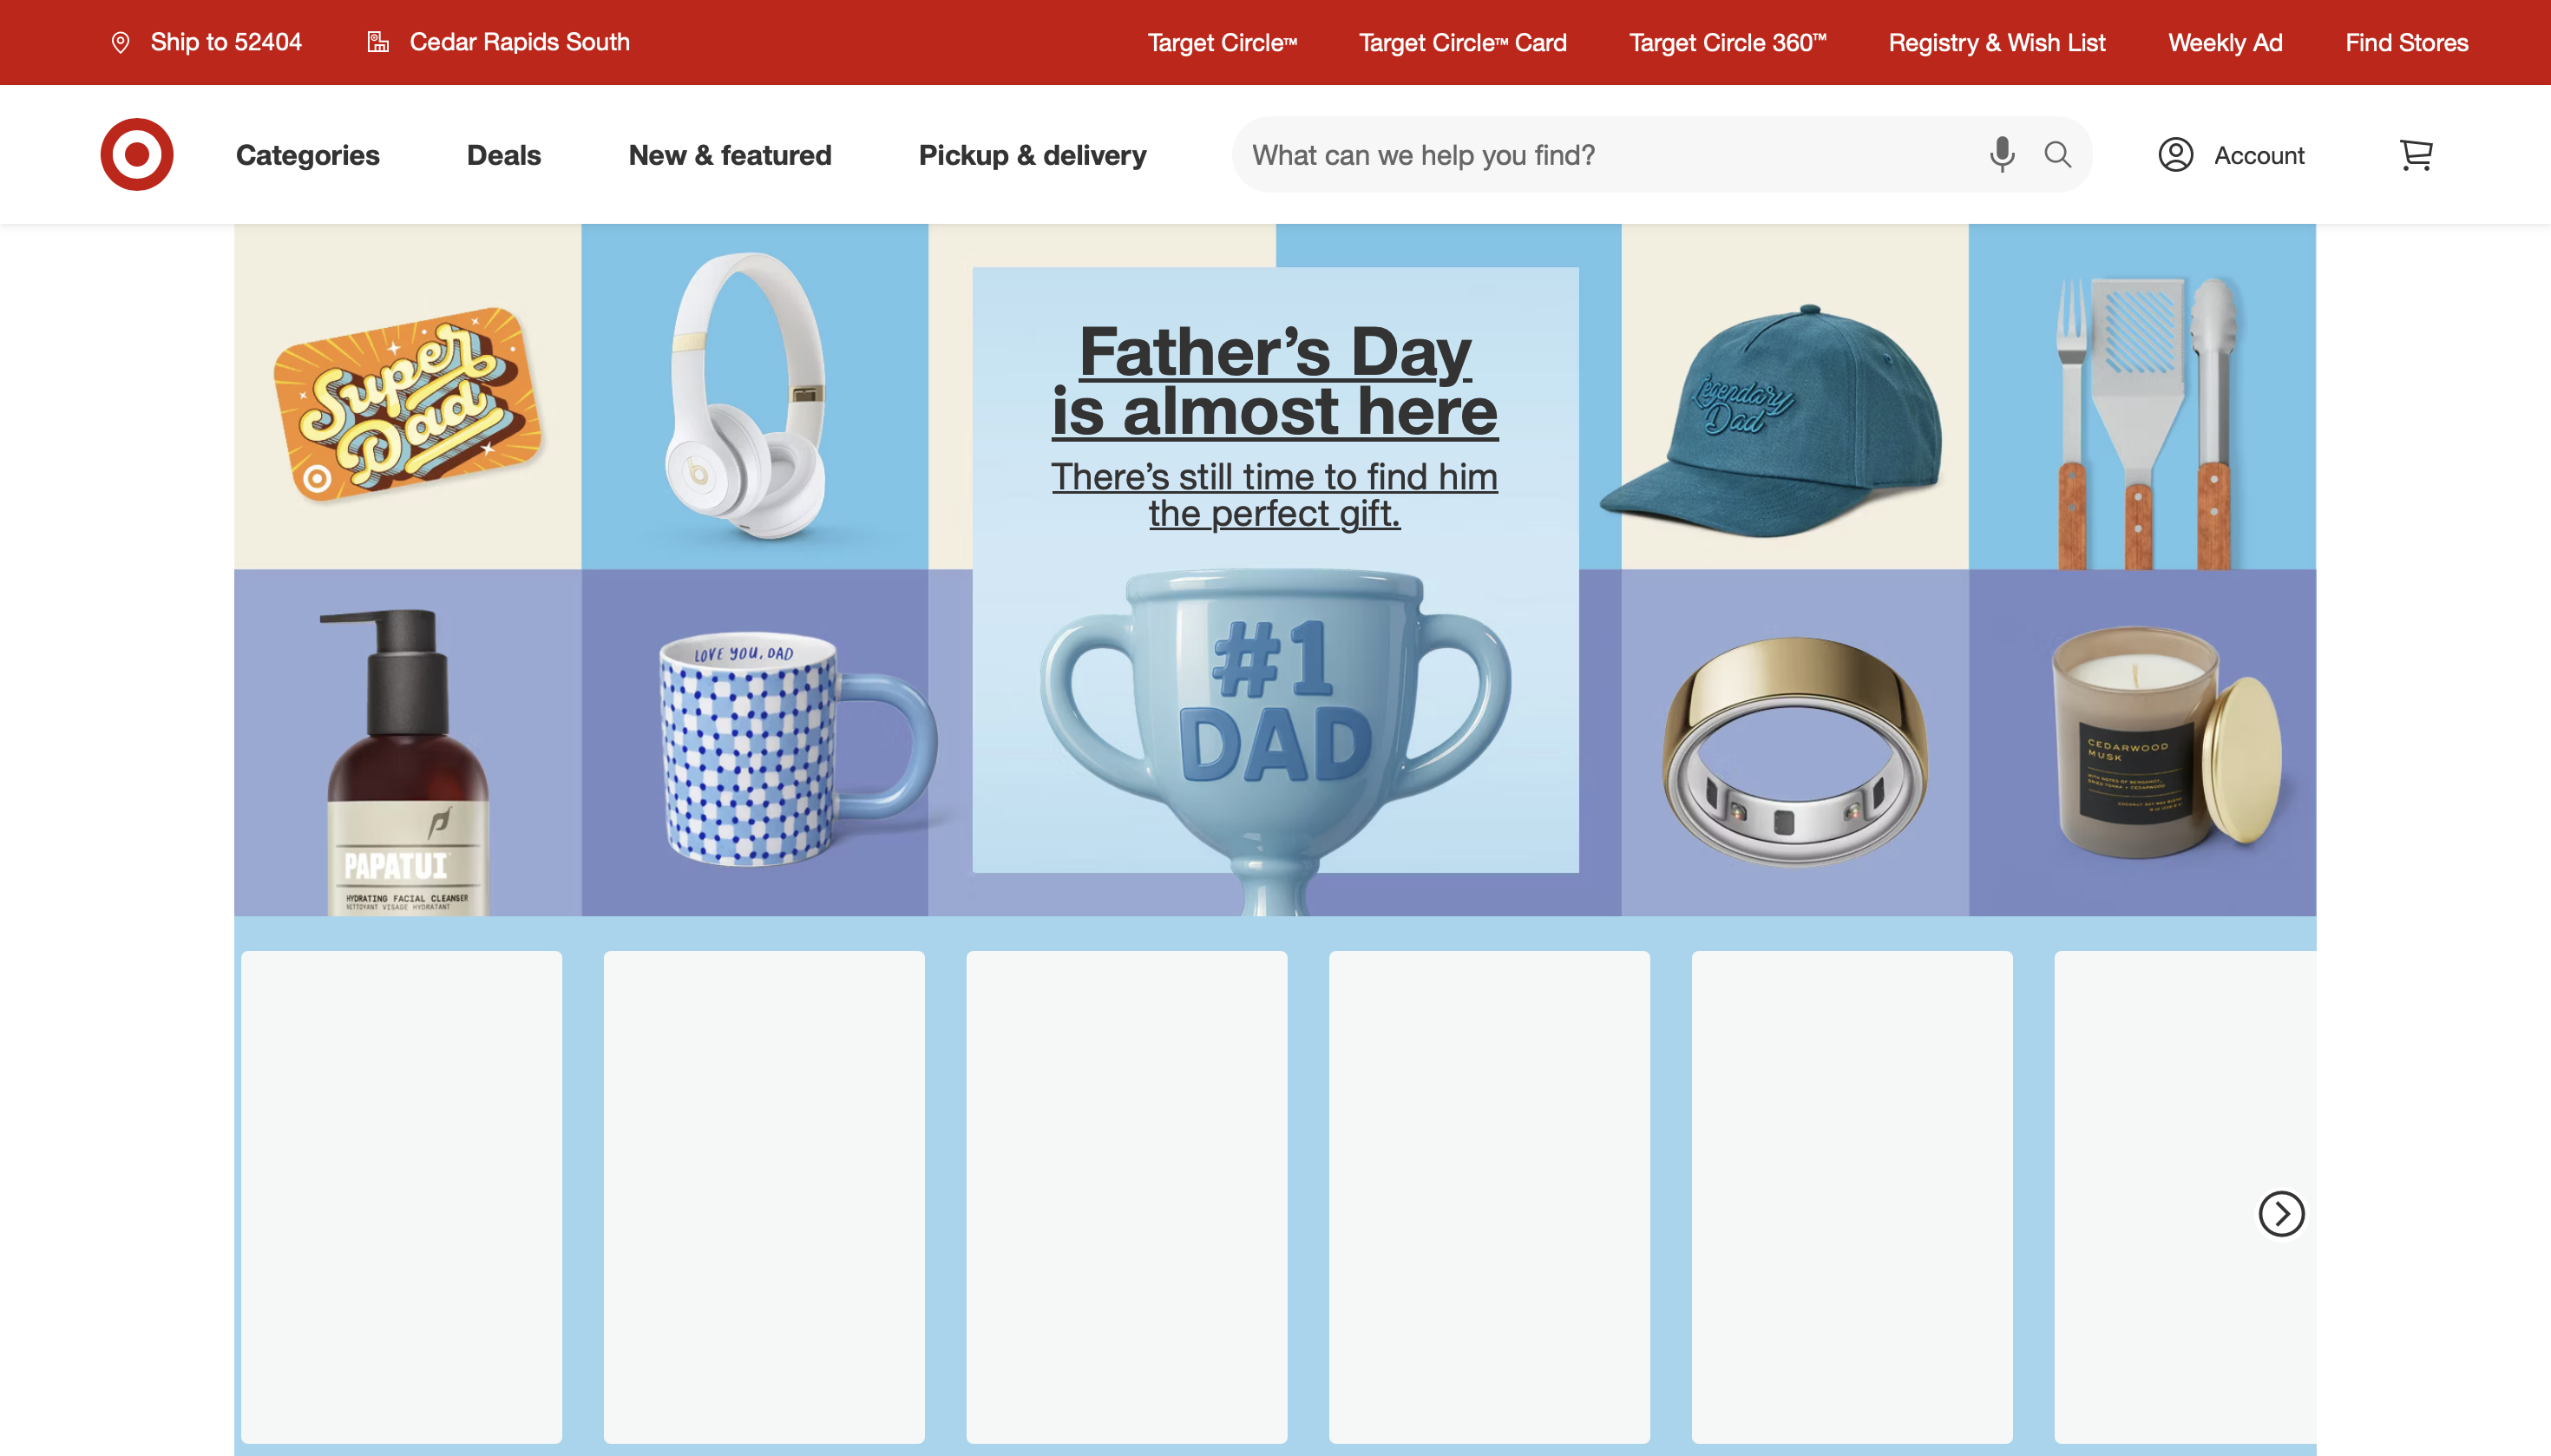 Ship to 52404
Cedar Rapids South
Target Circle™
Target Circle™ Card
Target Circle 360™
Registry & Wish List
Weekly Ad
Find Stores
Categories
Deals
New & featured
Pickup & delivery
What can we help you find?
Account
Super
Dad
Father's Day
is almost here
There's still time to find him
the perfect gift.
Legendary
Dad
PAPATUI
HYDRATING FACIAL CLEANSER
NETTOYANT VISAGE HYDRATANT
LOVE YOU, DAD
#1
DAD
CEDARWOOD
MUSK